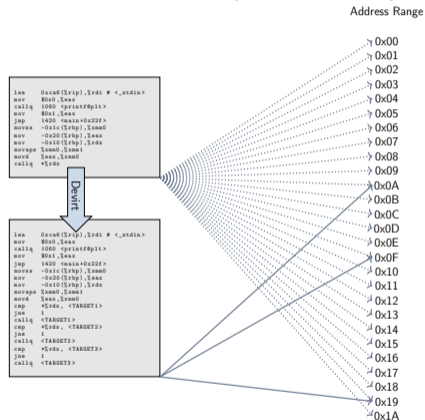 Address Range
lea 0xca6(%rip),%rdi # <_stdin>
mov $0x0,%eax
callq 1060 <printf@plt>
mov $0x1,%eax
jmp 1420 <main+0x22f>
movss -0x1c(%rbp),%xmm0
mov -0x20(%rbp),%eax
mov -0x10(%rbp),%rdx
movaps %xmm0,%xmm1
movd %eax,%xmm0
callq *%rdx
Devirt
lea 0xca6(%rip),%rdi # <_stdin>
mov $0x0,%eax
callq 1060 <printf@plt>
mov $0x1,%eax
jmp 1420 <main+0x22f>
movss -0x1c(%rbp),%xmm0
mov -0x20(%rbp),%eax
mov -0x10(%rbp),%rdx
movaps %xmm0,%xmm1
movd %eax,%xmm0
cmp *%rdx, <TARGET1>
jne 1
callq <TARGET1>
cmp *%rdx, <TARGET2>
jne 1
callq <TARGET2>
cmp *%rdx, <TARGET3>
jne 1
callq <TARGET3>
0x00
0x01
0x02
0x03
0x04
0x05
0x06
0x07
0x08
0x09
0x0A
0x0B
0x0C
0x0D
0x0E
0x0F
0x10
0x11
0x12
0x13
0x14
0x15
0x16
0x17
0x18
0x19
0x1A